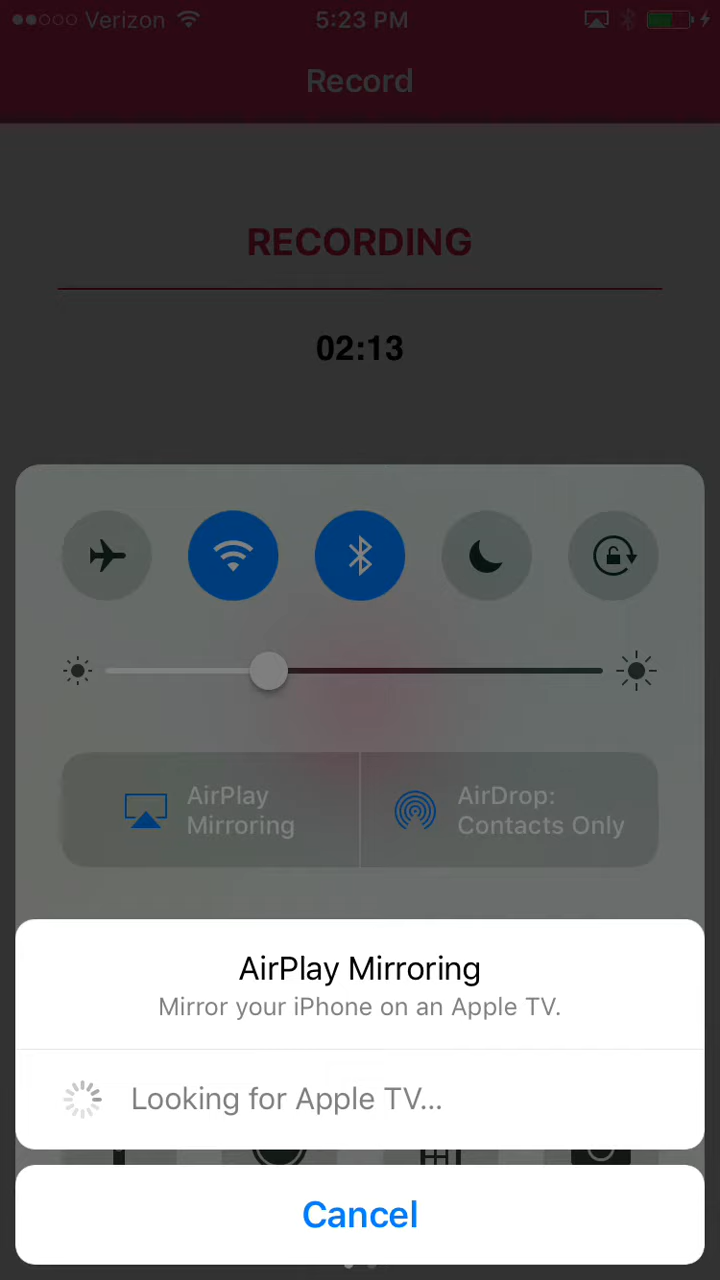 Verizon 5:23 PM
Record
RECORDING
02:13
AirPlay
Mirroring
AirDrop:
Contacts Only
AirPlay Mirroring
Mirror your iPhone on an Apple TV.
Looking for Apple TV...
Cancel